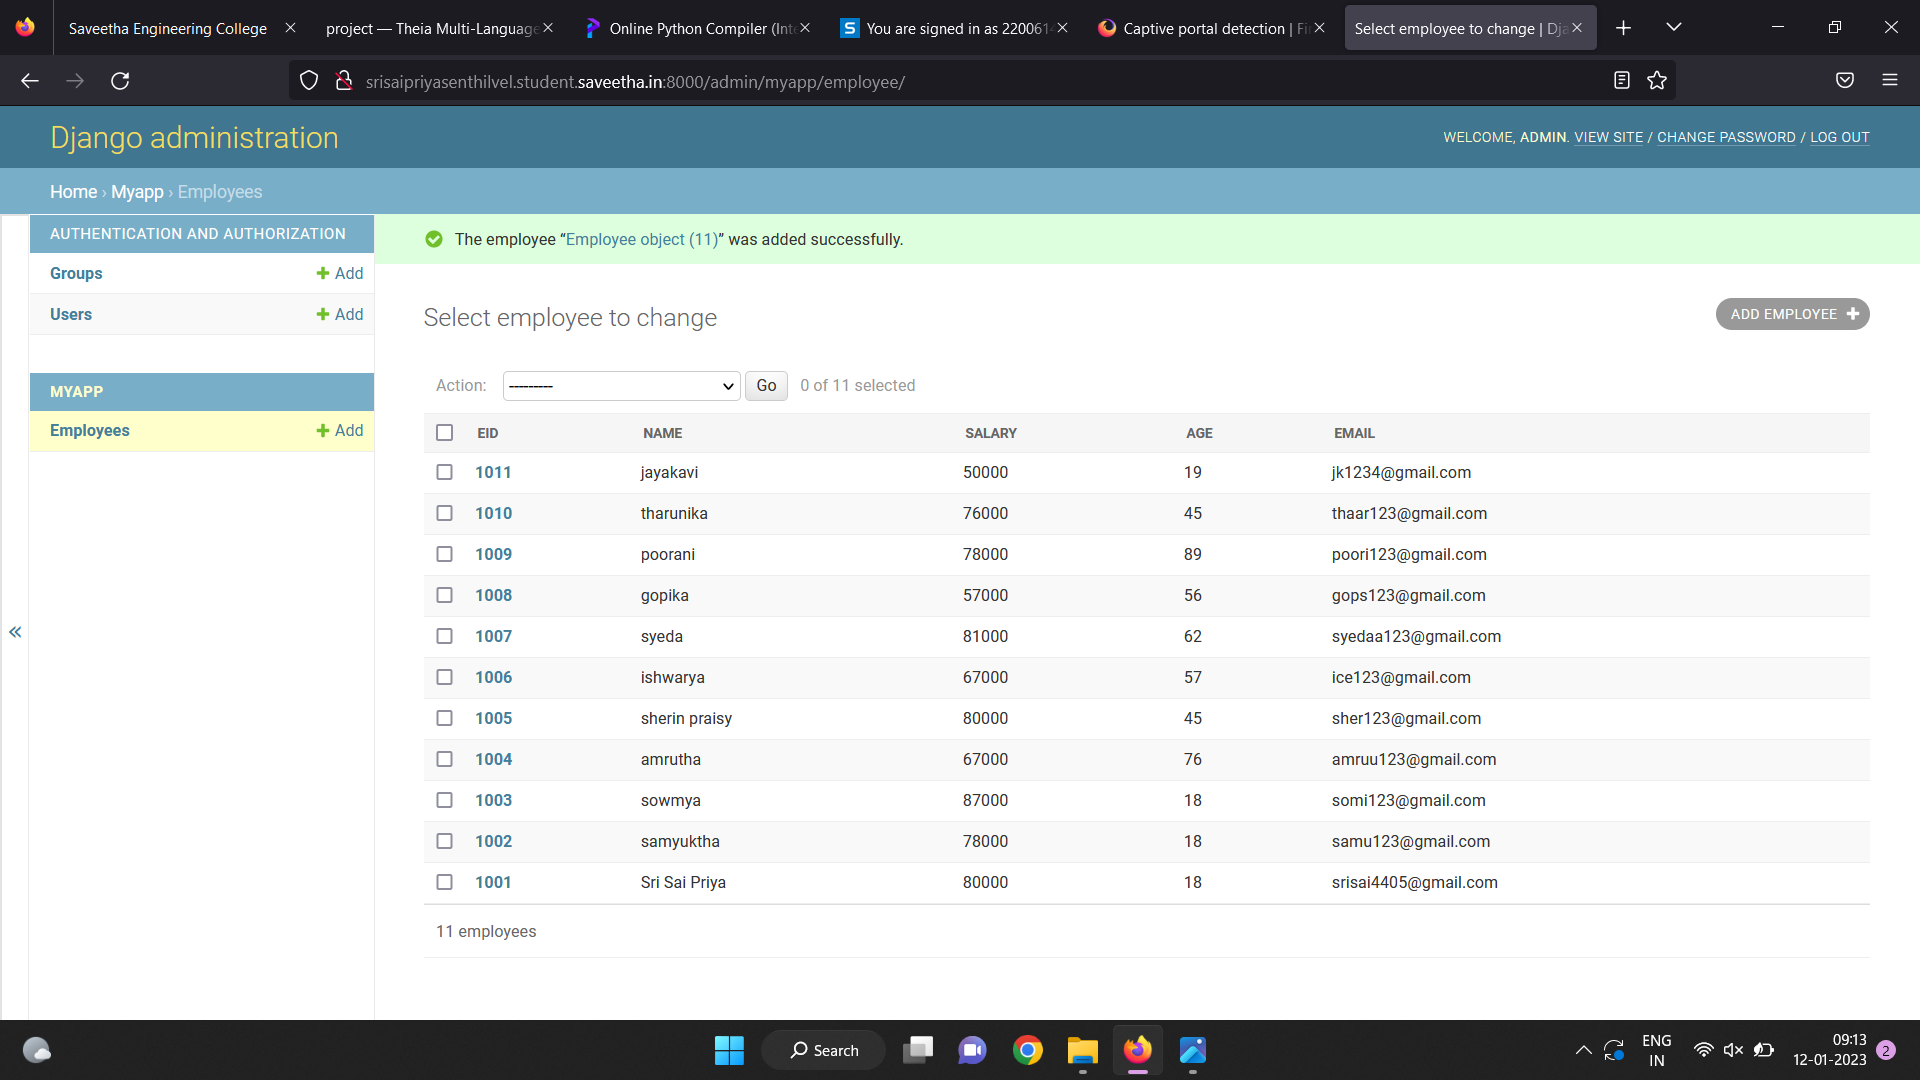 Saveetha Engineering College
project — Theia Multi-Language
Online Python Compiler (Inte
You are signed in as 220061
Captive portal detection | Fi
Select employee to change | Dja
srisaipriyasenthilvel.student.saveetha.in:8000/admin/myapp/employee/
Django administration
WELCOME, ADMIN. VIEW SITE / CHANGE PASSWORD / LOG OUT
Home › Myapp › Employees
AUTHENTICATION AND AUTHORIZATION
Groups + Add
Users + Add
MYAPP
Employees + Add
«
The employee “Employee object (11)” was added successfully.
Select employee to change
ADD EMPLOYEE +
Action: --------- Go 0 of 11 selected
EID NAME SALARY AGE EMAIL
1011 jayakavi 50000 19 jk1234@gmail.com
1010 tharunika 76000 45 thaar123@gmail.com
1009 poorani 78000 89 poori123@gmail.com
1008 gopika 57000 56 gops123@gmail.com
1007 syeda 81000 62 syedaa123@gmail.com
1006 ishwarya 67000 57 ice123@gmail.com
1005 sherin praisy 80000 45 sher123@gmail.com
1004 amrutha 67000 76 amruu123@gmail.com
1003 sowmya 87000 18 somi123@gmail.com
1002 samyuktha 78000 18 samu123@gmail.com
1001 Sri Sai Priya 80000 18 srisai4405@gmail.com
11 employees
Search
ENG
IN
09:13
12-01-2023
2